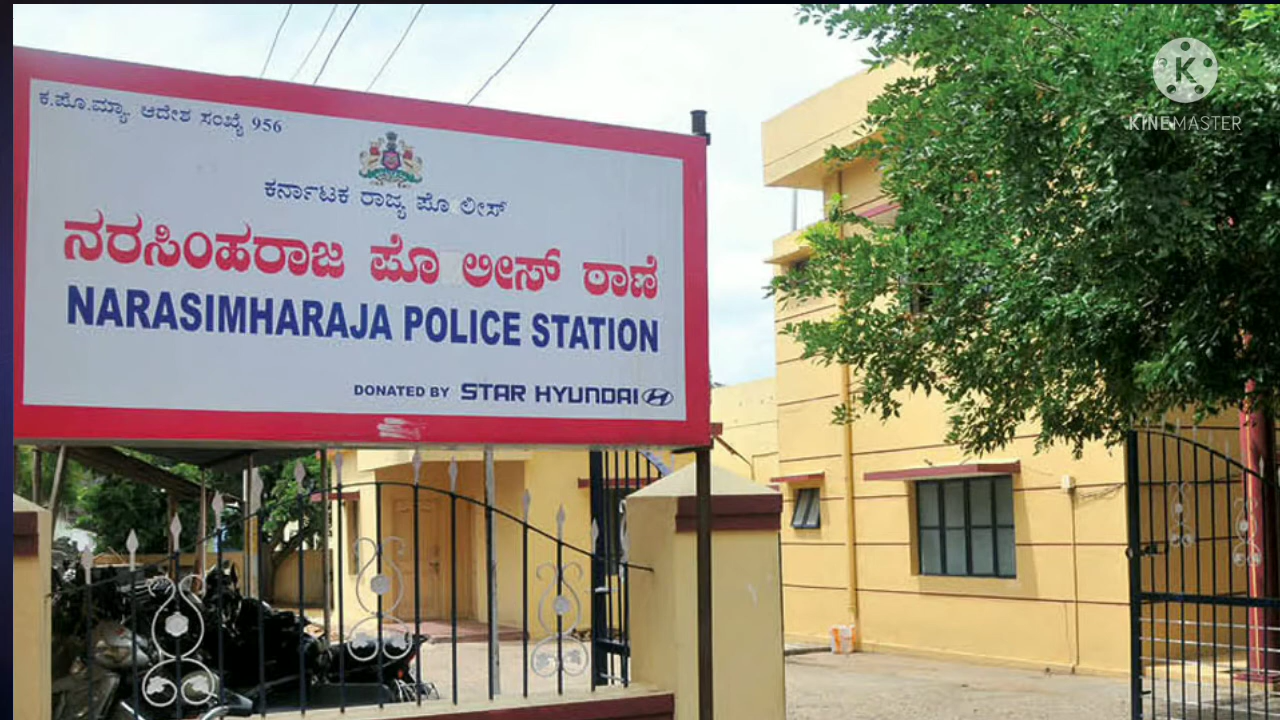 ಕ.ಪೊ.ಮ್ಯಾ. ಆದೇಶ ಸಂಖ್ಯೆ 956
ಕರ್ನಾಟಕ ರಾಜ್ಯ ಪೊಲೀಸ್
ನರಸಿಂಹರಾಜ ಪೊಲೀಸ್ ಠಾಣೆ
NARASIMHARAJA POLICE STATION
DONATED BY STAR HYUNDAI
K
KINEMASTER